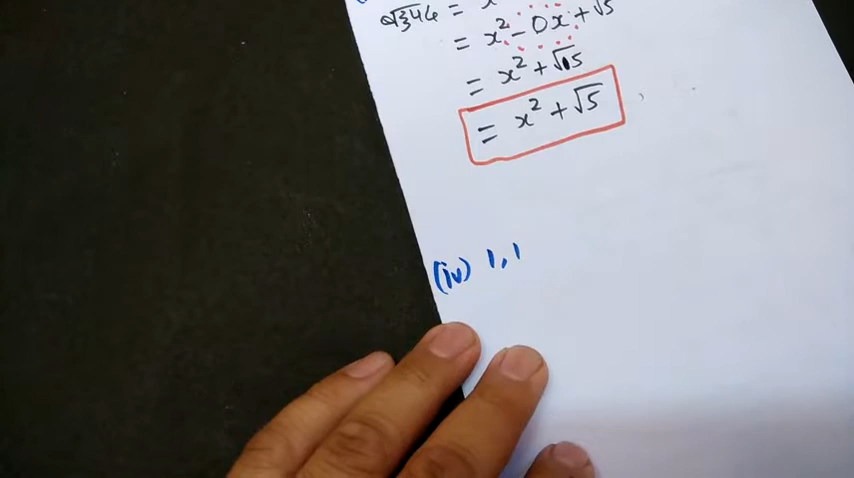 = x
= x² - 0x + √5
= x² + √5
= x² + √5
(iv) 1,1